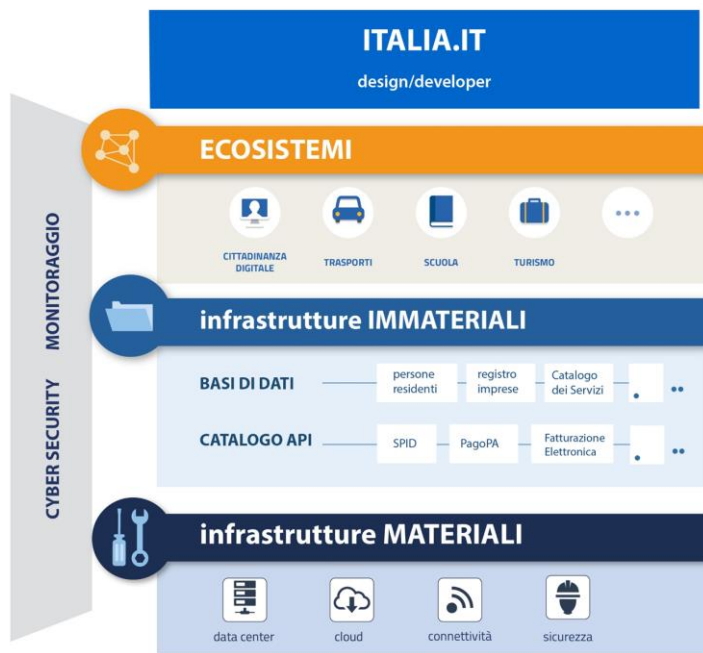 ITALIA.IT
design/developer
ECOSISTEMI
CITTADINANZA
DIGITALE
TRASPORTI
SCUOLA
TURISMO
CYBER SECURITY MONITORAGGIO
infrastrutture IMMATERIALI
BASI DI DATI
persone
residenti
registro
imprese
Catalogo
dei Servizi
CATALOGO API
SPID
PagoPA
Fatturazione
Elettronica
infrastrutture MATERIALI
data center
cloud
connettività
sicurezza